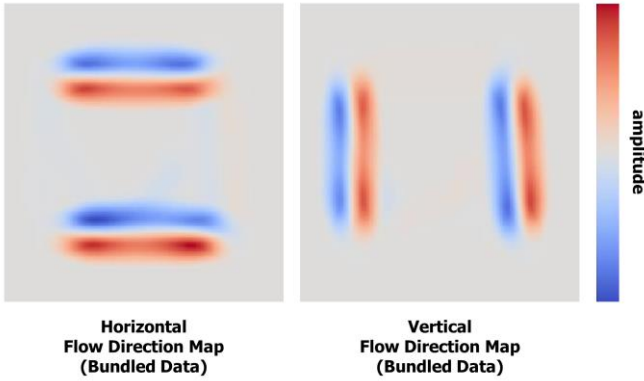 amplitude
Horizontal
Flow Direction Map
(Bundled Data)
Vertical
Flow Direction Map
(Bundled Data)